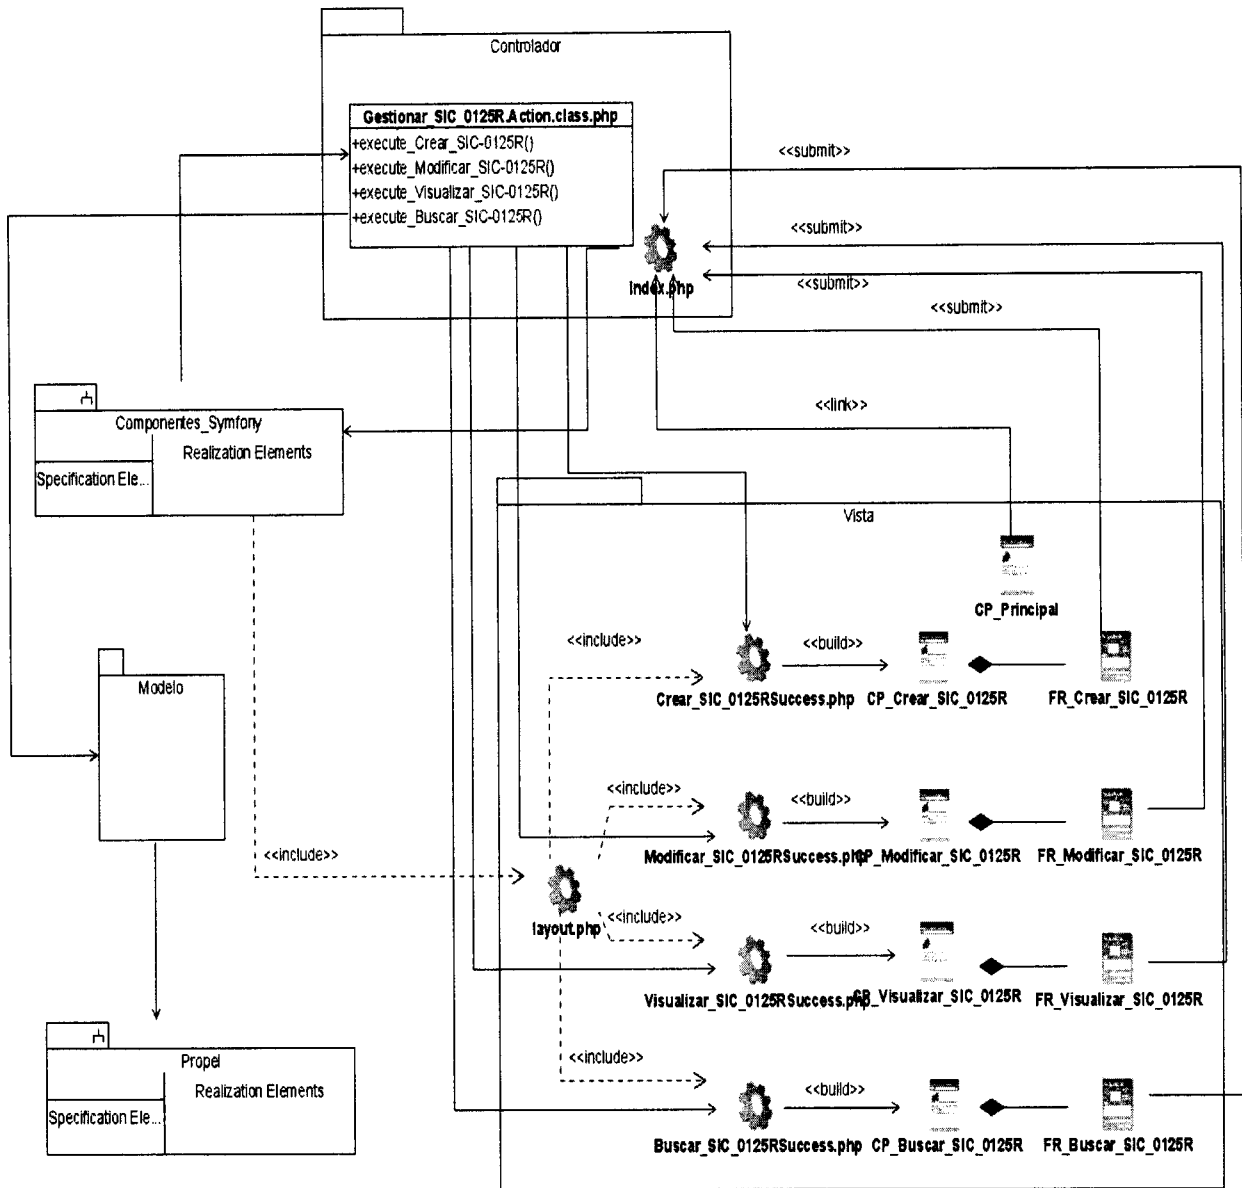 Controlador
Gestionar_SIC_0125R.Action.class.php
+execute_Crear_SIC-0125R()
+execute_Modificar_SIC-0125R()
+execute_Visualizar_SIC-0125R()
+execute_Buscar_SIC-0125R()
<<submit>>
<<submit>>
index.php
<<submit>>
<<submit>>
<<link>>
Componentes_Symfony
Realization Elements
Specification Ele...
Vista
CP_Principal
<<include>>
<<build>>
Crear_SIC_0125RSuccess.php
CP_Crear_SIC_0125R
FR_Crear_SIC_0125R
Modelo
<<include>>
<<build>>
Modificar_SIC_0125RSuccess.php
CP_Modificar_SIC_0125R
FR_Modificar_SIC_0125R
<<include>>
layout.php
<<include>>
<<build>>
Visualizar_SIC_0125RSuccess.php
CP_Visualizar_SIC_0125R
FR_Visualizar_SIC_0125R
Propel
Realization Elements
Specification Ele...
<<include>>
<<build>>
Buscar_SIC_0125RSuccess.php
CP_Buscar_SIC_0125R
FR_Buscar_SIC_0125R